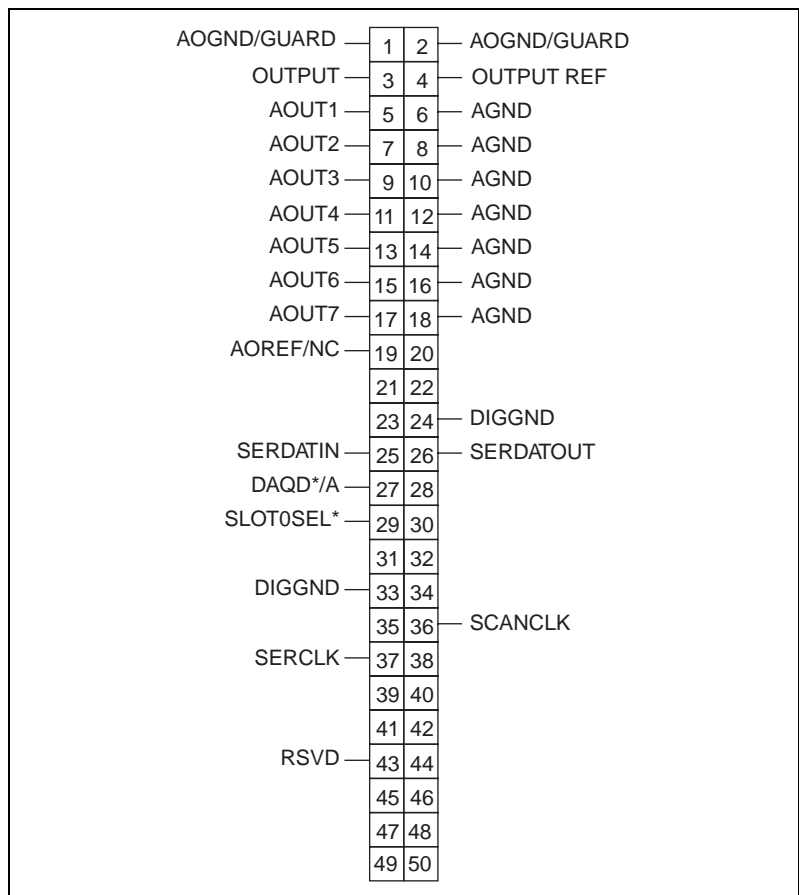 AOGND/GUARD 1 2 AOGND/GUARD
OUTPUT 3 4 OUTPUT REF
AOUT1 5 6 AGND
AOUT2 7 8 AGND
AOUT3 9 10 AGND
AOUT4 11 12 AGND
AOUT5 13 14 AGND
AOUT6 15 16 AGND
AOUT7 17 18 AGND
AOREF/NC 19 20
21 22
23 24 DIGGND
SERDATIN 25 26 SERDATOUT
DAQD*/A 27 28
SLOT0SEL* 29 30
31 32
DIGGND 33 34
35 36 SCANCLK
SERCLK 37 38
39 40
41 42
RSVD 43 44
45 46
47 48
49 50